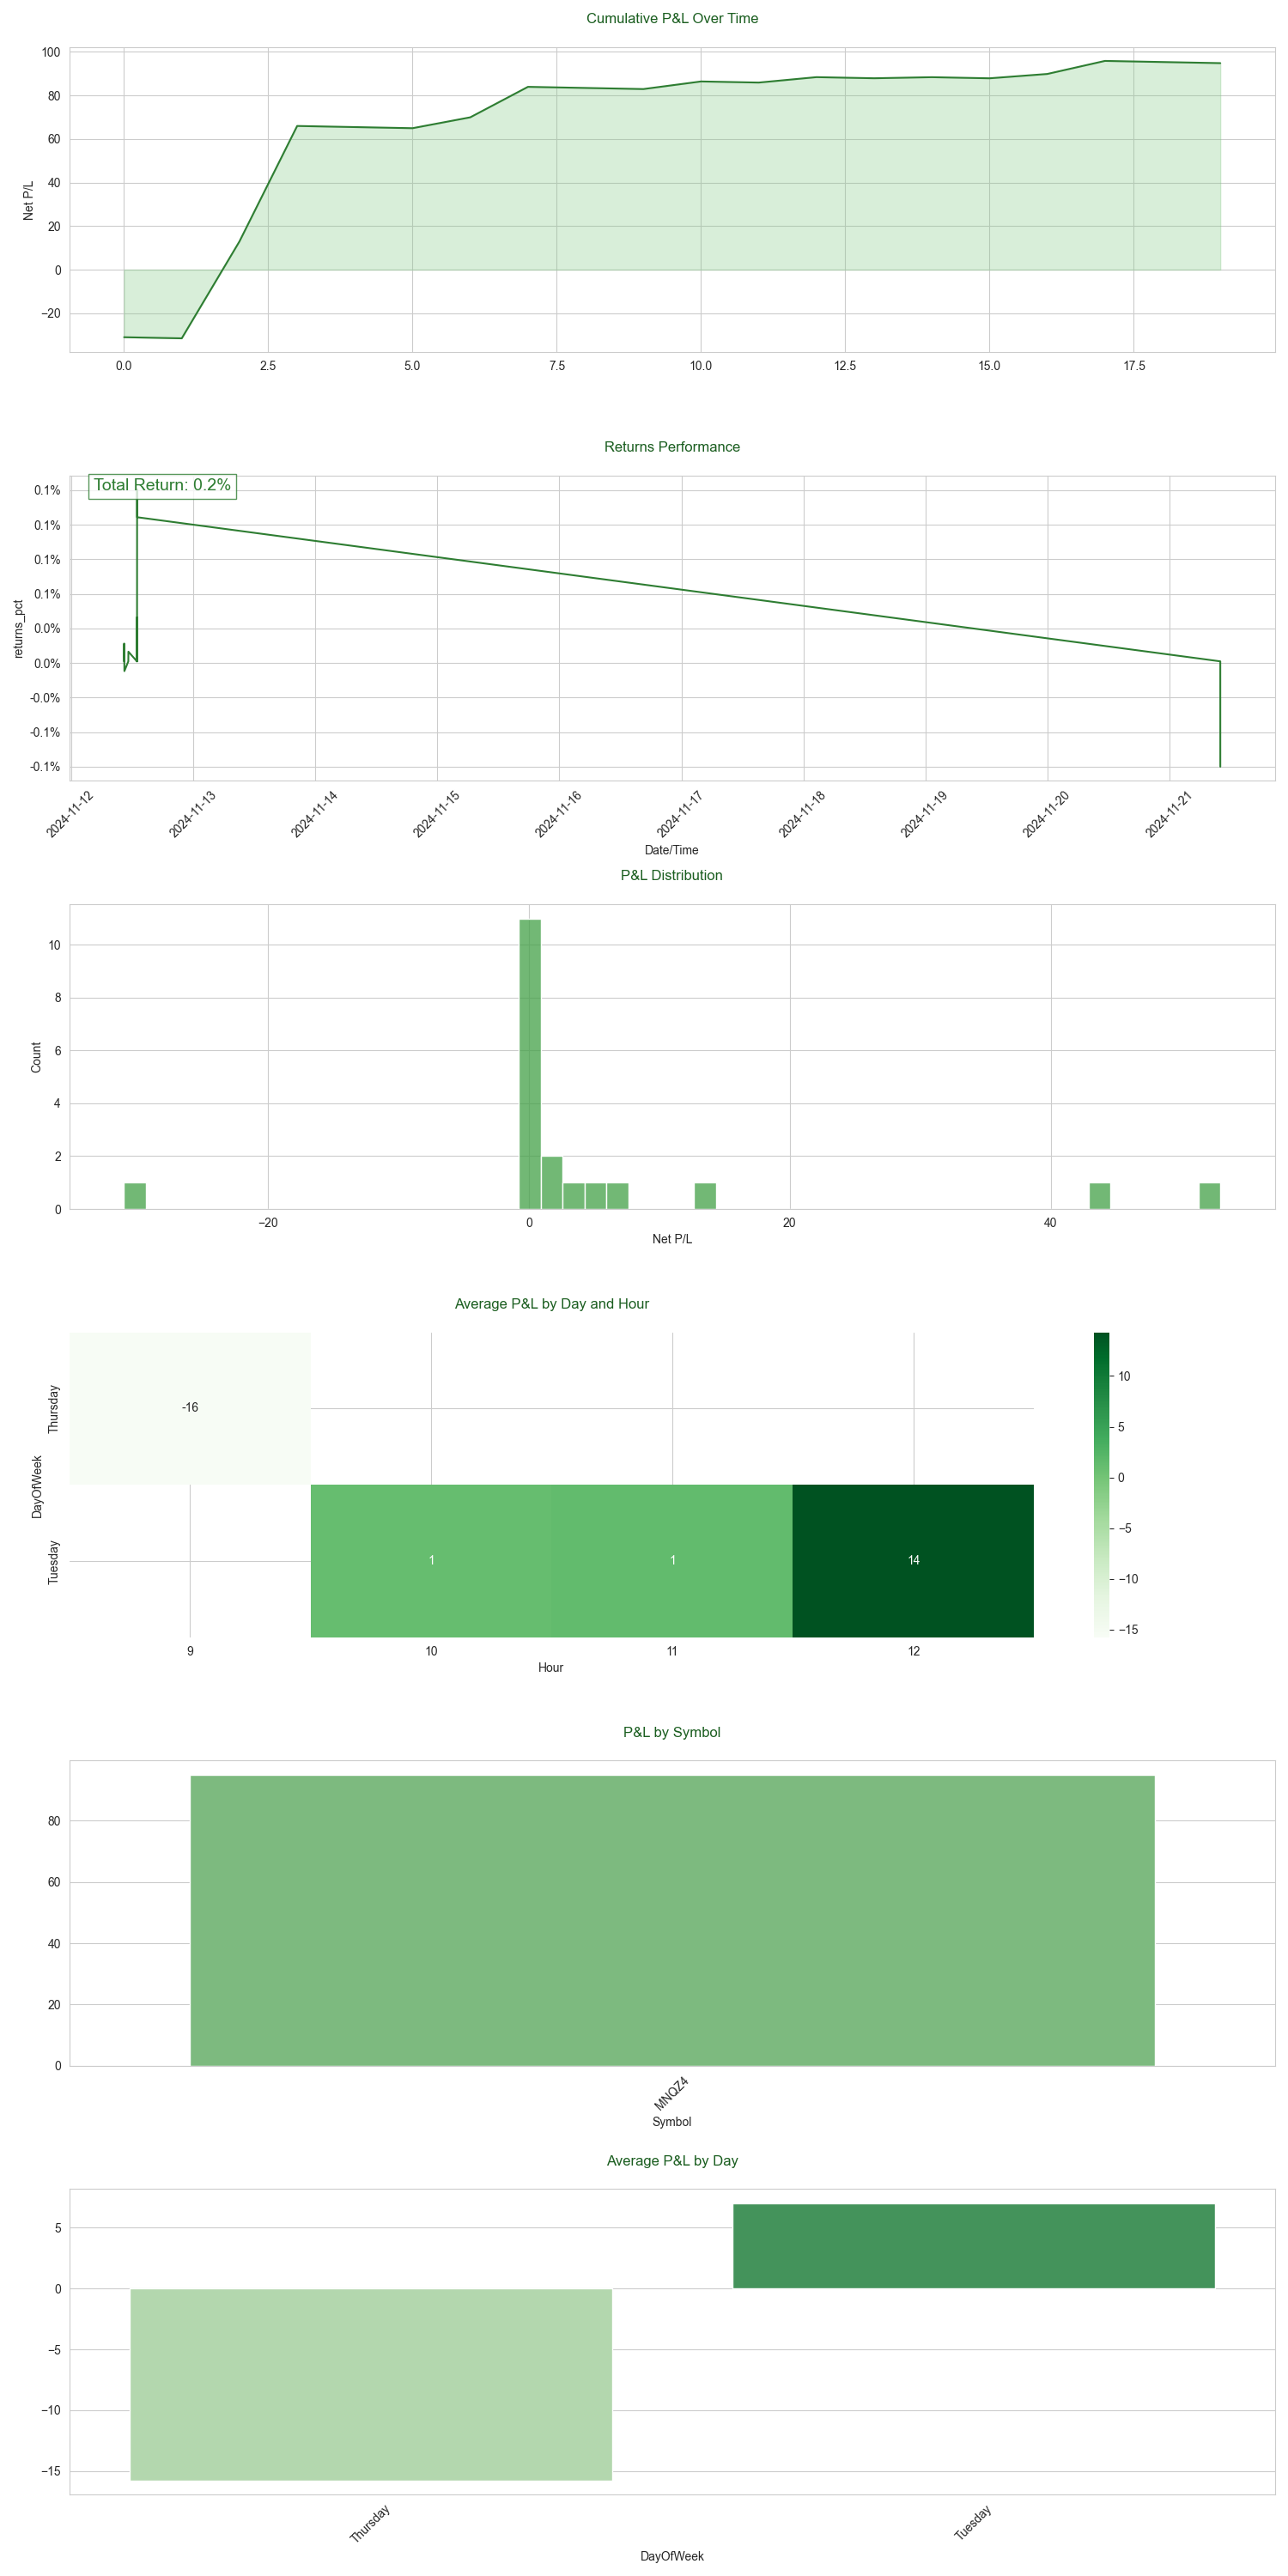 Cumulative P&L Over Time
100
80
60
40
20
0
−20
Net P/L
0.0 2.5 5.0 7.5 10.0 12.5 15.0 17.5
Returns Performance
Total Return: 0.2%
0.1%
0.1%
0.1%
0.1%
0.0%
0.0%
-0.0%
-0.1%
-0.1%
returns_pct
2024-11-12 2024-11-13 2024-11-14 2024-11-15 2024-11-16 2024-11-17 2024-11-18 2024-11-19 2024-11-20 2024-11-21
Date/Time
P&L Distribution
10
8
6
4
2
0
Count
−20 0 20 40
Net P/L
Average P&L by Day and Hour
Thursday
-16
DayOfWeek
Tuesday
1 1 14
9 10 11 12
Hour
10
5
0
−5
−10
−15
P&L by Symbol
80
60
40
20
0
MNQZ4
Symbol
Average P&L by Day
5
0
−5
−10
−15
Thursday Tuesday
DayOfWeek